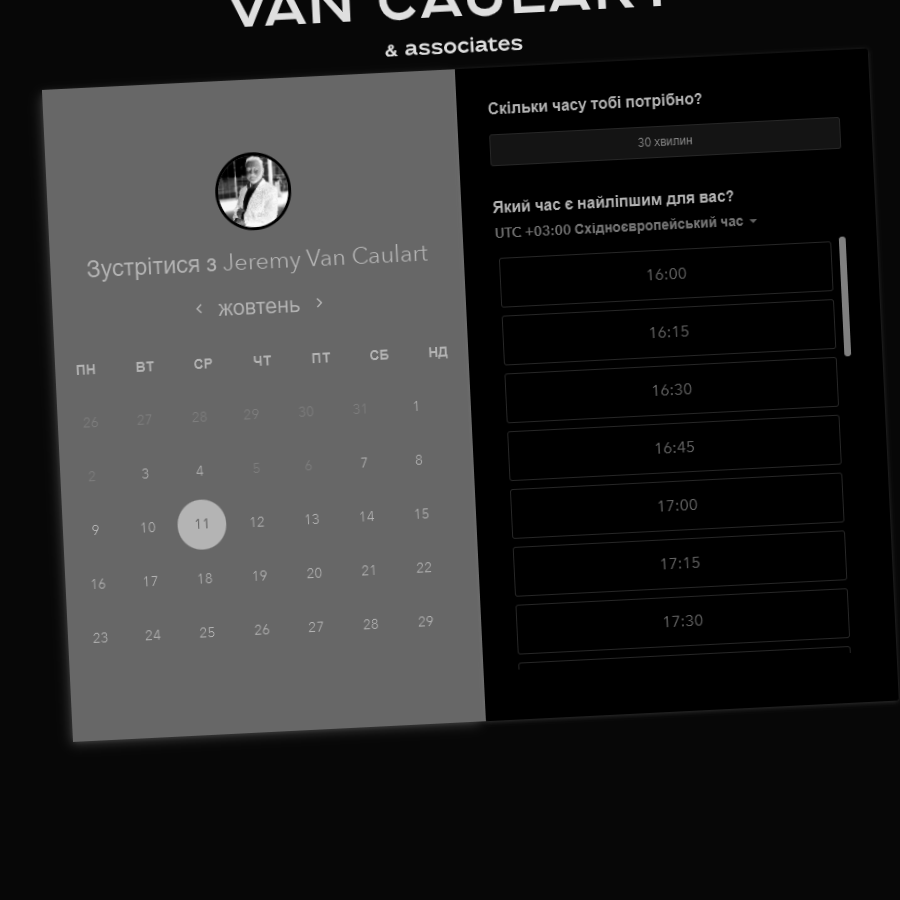 VAN CAULART
& associates
Зустрітися з Jeremy Van Caulart
жовтень
ПН ВТ СР ЧТ ПТ СБ НД
26 27 28 29 30 31 1
2 3 4 5 6 7 8
9 10 11 12 13 14 15
16 17 18 19 20 21 22
23 24 25 26 27 28 29
Скільки часу тобі потрібно?
30 хвилин
Який час є найліпшим для вас?
UTC +03:00 Східноєвропейський час
16:00
16:15
16:30
16:45
17:00
17:15
17:30